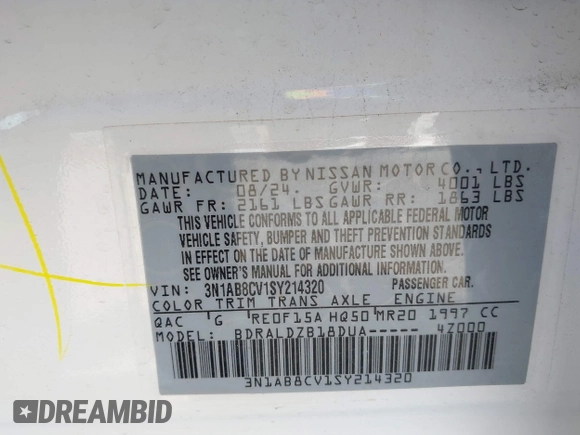 MANUFACTURED BY NISSAN MOTOR CO., LTD.
DATE: 08/24. GVWR: 4001 LBS
GAWR FR: 2161 LBS GAWR RR: 1863 LBS
THIS VEHICLE CONFORMS TO ALL APPLICABLE FEDERAL MOTOR
VEHICLE SAFETY, BUMPER AND THEFT PREVENTION STANDARDS
IN EFFECT ON THE DATE OF MANUFACTURE SHOWN ABOVE.
SEE OWNER'S MANUAL FOR ADDITIONAL INFORMATION.
VIN: 3N1AB8CV1SY214320 PASSENGER CAR.
COLOR TRIM TRANS AXLE ENGINE
QAC G RE0F15A HQ50 MR20 1997 CC
MODEL: BDRALDZB18DUA----- 4Z000
3N1AB8CV1SY214320
DREAMBID